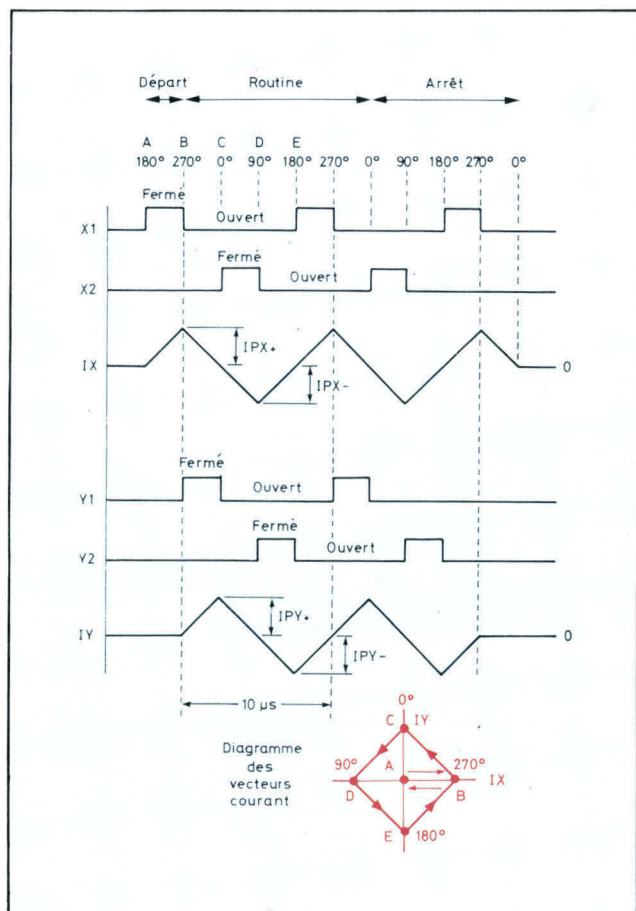 Départ Routine Arrêt
A B C D E
180° 270° 0° 90° 180° 270° 0° 90° 180° 270° 0°
Fermé
X1 Ouvert
Fermé
X2 Ouvert
IPX+
IX 0
IPX-
Fermé
Y1 Ouvert
Fermé
Y2 Ouvert
IPY+
IY 0
IPY-
10 µs
0°
C IY
Diagramme
des
vecteurs
courant
90° A 270°
IX
D B
E 180°